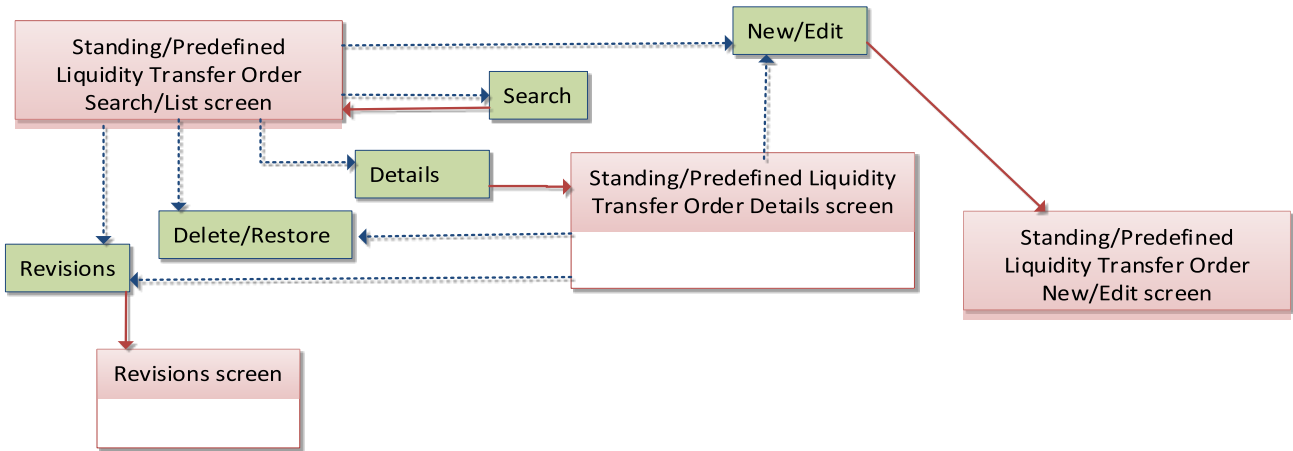 Standing/Predefined
Liquidity Transfer Order
Search/List screen
New/Edit
Search
Details
Standing/Predefined Liquidity
Transfer Order Details screen
Delete/Restore
Revisions
Standing/Predefined
Liquidity Transfer Order
New/Edit screen
Revisions screen